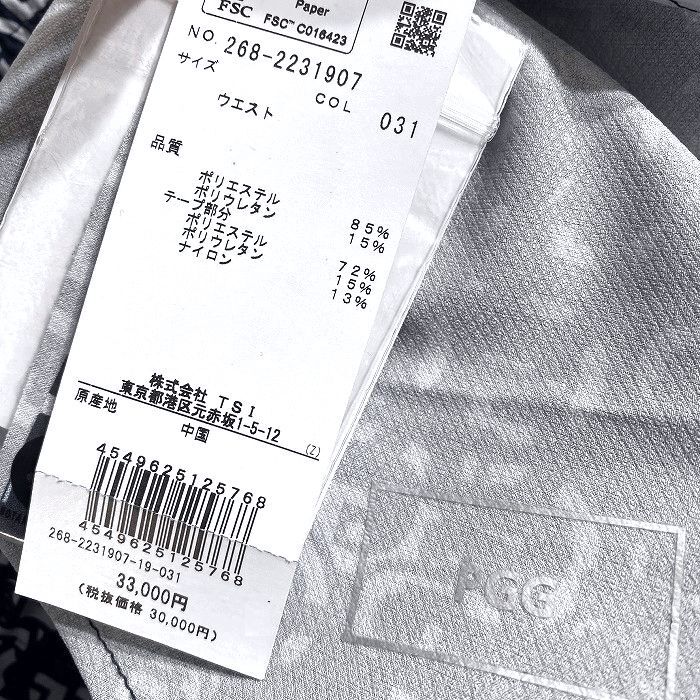 Paper
FSC FSC™ C016423
NO. 268-2231907
サイズ COL 031
ウエスト
品質
ポリエステル 85%
ポリウレタン 15%
テープ部分
ポリエステル 72%
ポリウレタン 15%
ナイロン 13%
株式会社 TSI
東京都港区元赤坂1-5-12
(Z)
原産地 中国
4549625125768
4549625125768
268-2231907-19-031
33,000円
(税抜価格 30,000円)
PGG